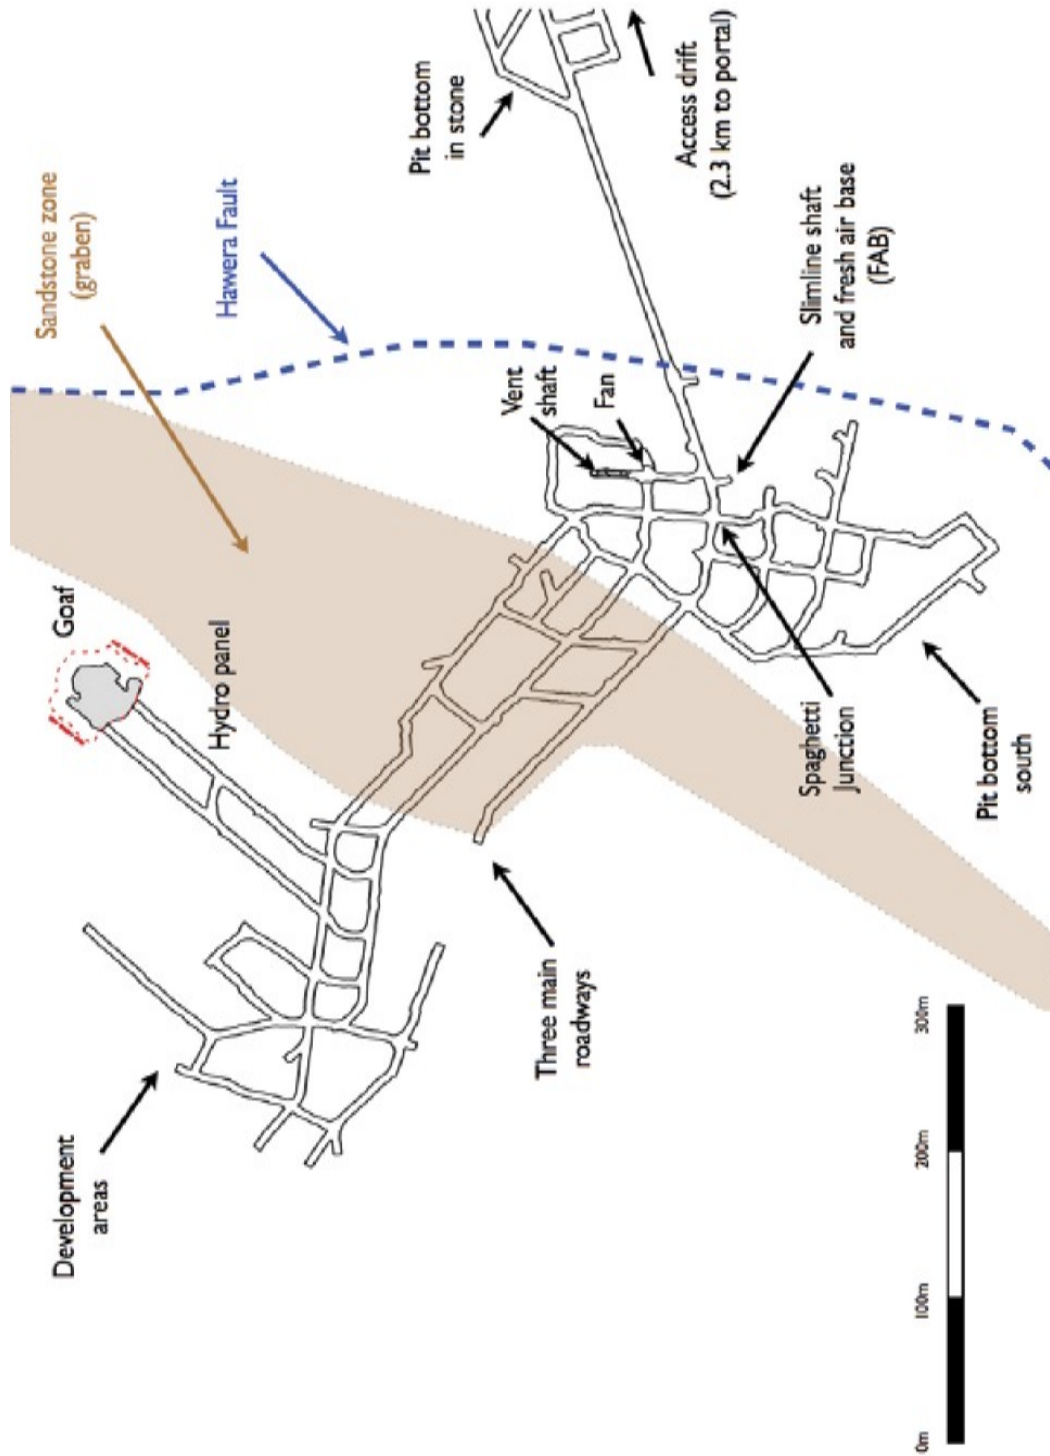 Sandstone zone
(graben)
Hawera Fault
Pit bottom
in stone
Access drift
(2.3 km to portal)
Goaf
Hydro panel
Vent
shaft
Fan
Slimline shaft
and fresh air base
(FAB)
Development
areas
Three main
roadways
Spaghetti
Junction
Pit bottom
south
0m
100m
200m
300m